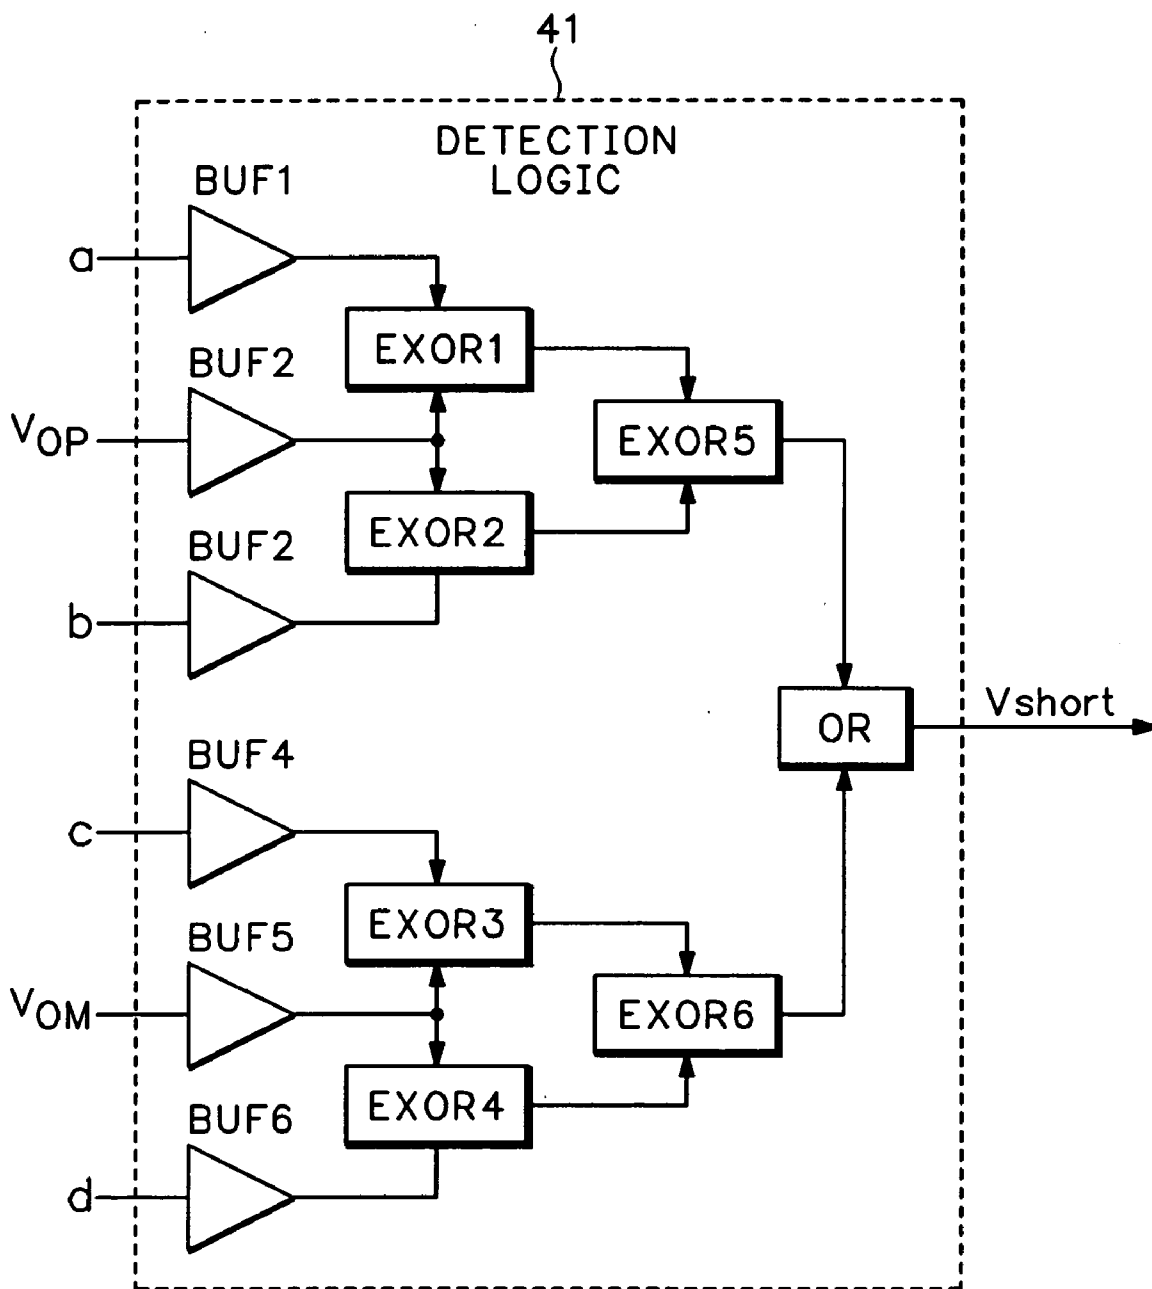 41
DETECTION
LOGIC
BUF1
a
EXOR1
BUF2
VOP
EXOR5
EXOR2
BUF2
b
Vshort
OR
BUF4
c
EXOR3
BUF5
VOM
EXOR6
EXOR4
BUF6
d